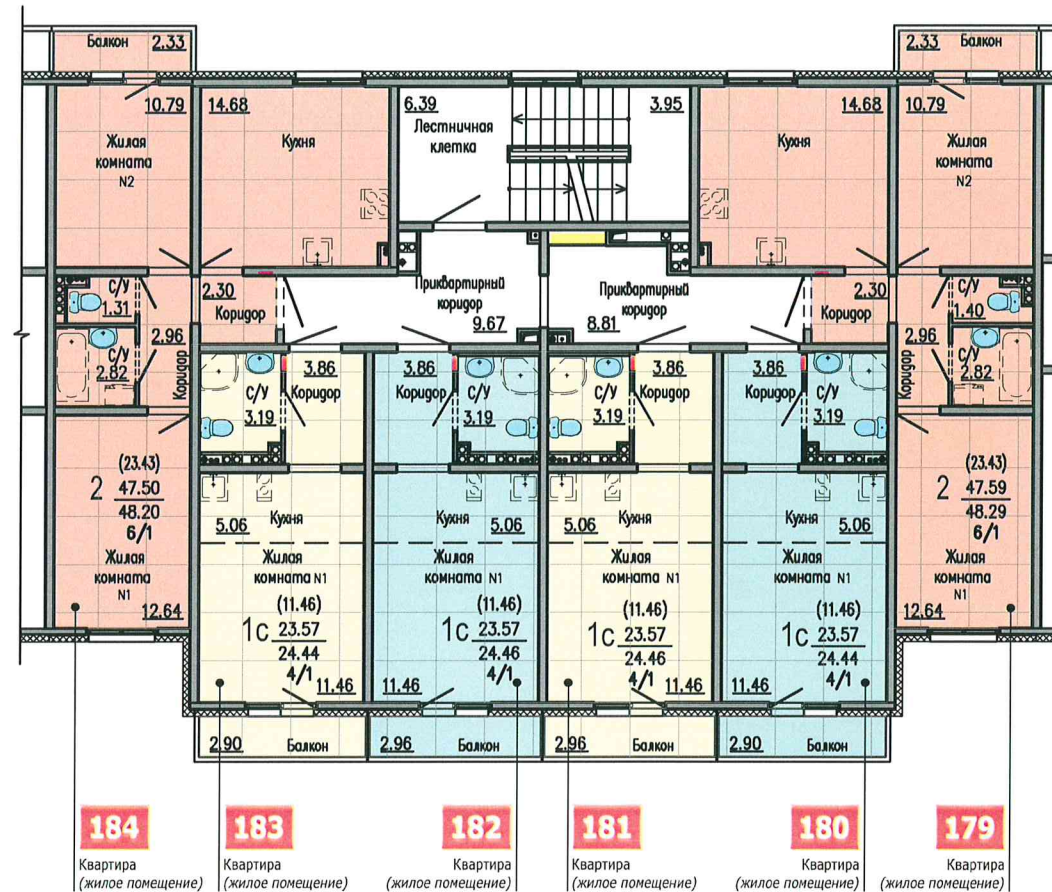 Балкон 2.33
2.33 Балкон
10.79
14.68
6.39
3.95
14.68
10.79
Жилая
комната
N2
Кухня
Лестничная
клетка
Кухня
Жилая
комната
N2
С/У
1.31
2.30
Коридор
Приквартирный
коридор
9.67
Приквартирный
коридор
8.81
2.30
Коридор
С/У
1.40
2.96
Коридор
С/У
2.82
2.96
Коридор
С/У
2.82
3.86
Коридор
С/У
3.19
3.86
Коридор
С/У
3.19
3.86
Коридор
С/У
3.19
3.86
Коридор
С/У
3.19
(23.43)
2 47.50
48.20
6/1
Жилая
комната
N1
12.64
5.06
Кухня
Жилая
комната N1
(11.46)
1С 23.57
24.44
4/1
11.46
Кухня
5.06
Жилая
комната N1
(11.46)
1С 23.57
24.46
4/1
11.46
5.06
Кухня
Жилая
комната N1
(11.46)
1С 23.57
24.46
4/1
11.46
Кухня
5.06
Жилая
комната N1
(11.46)
1С 23.57
24.44
4/1
11.46
(23.43)
2 47.59
48.29
6/1
Жилая
комната
N1
12.64
2.90 Балкон
2.96 Балкон
2.96 Балкон
2.90 Балкон
184
Квартира
(жилое помещение)
183
Квартира
(жилое помещение)
182
Квартира
(жилое помещение)
181
Квартира
(жилое помещение)
180
Квартира
(жилое помещение)
179
Квартира
(жилое помещение)